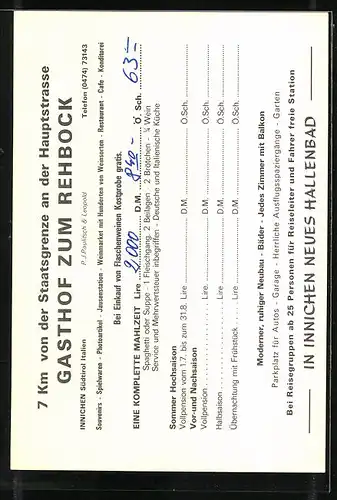 7 Km von der Staatsgrenze an der Hauptstrasse
GASTHOF ZUM REHBOCK
INNICHEN Südtirol Italien P.J.Paulitsch & Leopold Telefon (0474) 73143
Souvenirs - Spielwaren - Photoartikel - Jausenstation - Weinmarkt mit Hunderten von Weinsorten - Restaurant - Cafe - Konditorei
Bei Einkauf von Flaschenweinen Kostprobe gratis.
EINE KOMPLETTE MAHLZEIT Lire 2,000 D.M. 8,50- Ö. Sch. 63-
Spaghetti oder Suppe - 1 Fleischgang, 2 Beilagen - 2 Brötchen - ¼ Wein
Service und Mehrwertsteuer inbegriffen - Deutsche und Italienische Küche
Sommer Hochsaison
Vollpension vom 1.7. bis zum 31.8. Lire D.M. Ö.Sch.
Vor-und Nachsaison
Vollpension Lire D.M. Ö.Sch.
Halbsaison Lire D.M. Ö.Sch.
Übernachtung mit Frühstück Lire D.M. Ö.Sch.
Moderner, ruhiger Neubau - Bäder - Jedes Zimmer mit Balkon
Parkplatz für Autos - Garage - Herrliche Ausflugsspaziergänge - Garten
Bei Reisegruppen ab 25 Personen für Reiseleiter und Fahrer freie Station
IN INNICHEN NEUES HALLENBAD